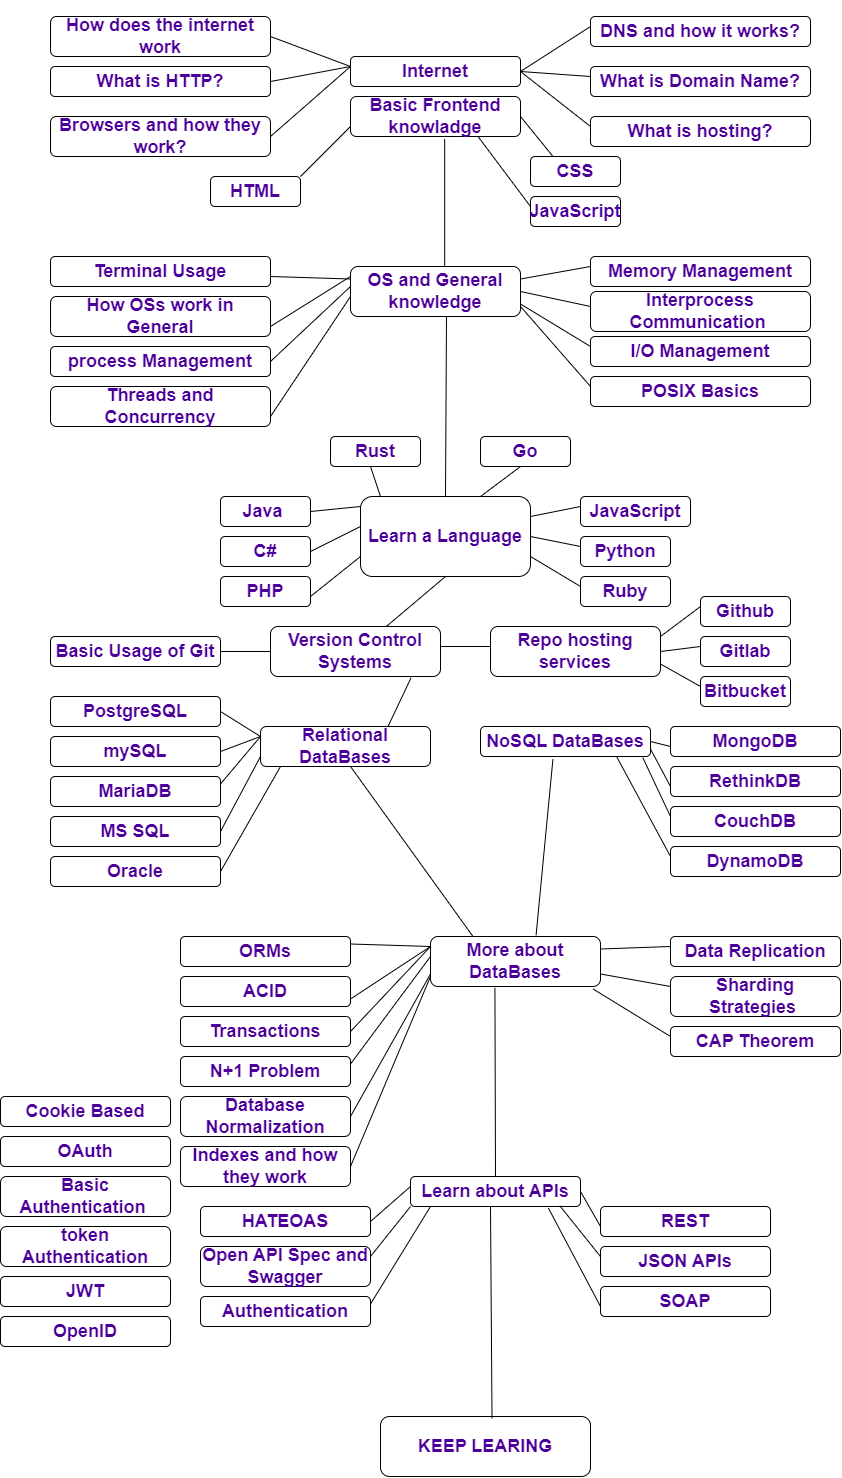 How does the internet
work
DNS and how it works?
Internet
What is HTTP?
What is Domain Name?
Basic Frontend
knowladge
Browsers and how they
work?
What is hosting?
CSS
HTML
JavaScript
Terminal Usage
OS and General
knowledge
Memory Management
How OSs work in
General
Interprocess
Communication
process Management
I/O Management
Threads and
Concurrency
POSIX Basics
Rust
Go
Java
JavaScript
Learn a Language
C#
Python
PHP
Ruby
Github
Basic Usage of Git
Version Control
Systems
Repo hosting
services
Gitlab
Bitbucket
PostgreSQL
Relational
DataBases
NoSQL DataBases
MongoDB
mySQL
RethinkDB
MariaDB
CouchDB
MS SQL
DynamoDB
Oracle
ORMs
More about
DataBases
Data Replication
ACID
Sharding
Strategies
Transactions
CAP Theorem
N+1 Problem
Cookie Based
Database
Normalization
OAuth
Indexes and how
they work
Basic
Authentication
Learn about APIs
HATEOAS
REST
token
Authentication
Open API Spec and
Swagger
JSON APIs
JWT
Authentication
SOAP
OpenID
KEEP LEARING